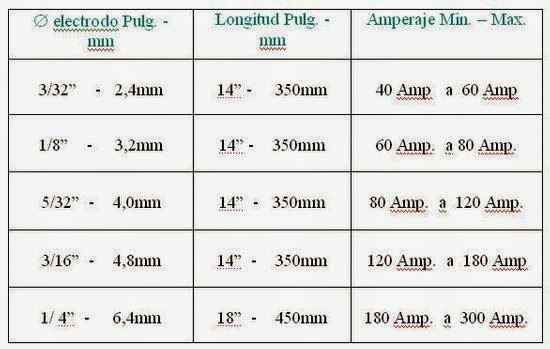 Ø electrodo Pulg. - Longitud Pulg. - Amperaje Min. – Max.
mm mm
3/32” - 2,4mm 14” - 350mm 40 Amp a 60 Amp
1/8” - 3,2mm 14” - 350mm 60 Amp. a 80 Amp.
5/32” - 4,0mm 14” - 350mm 80 Amp. a 120 Amp.
3/16” - 4,8mm 14” - 350mm 120 Amp. a 180 Amp
1/ 4” - 6,4mm 18” - 450mm 180 Amp. a 300 Amp.